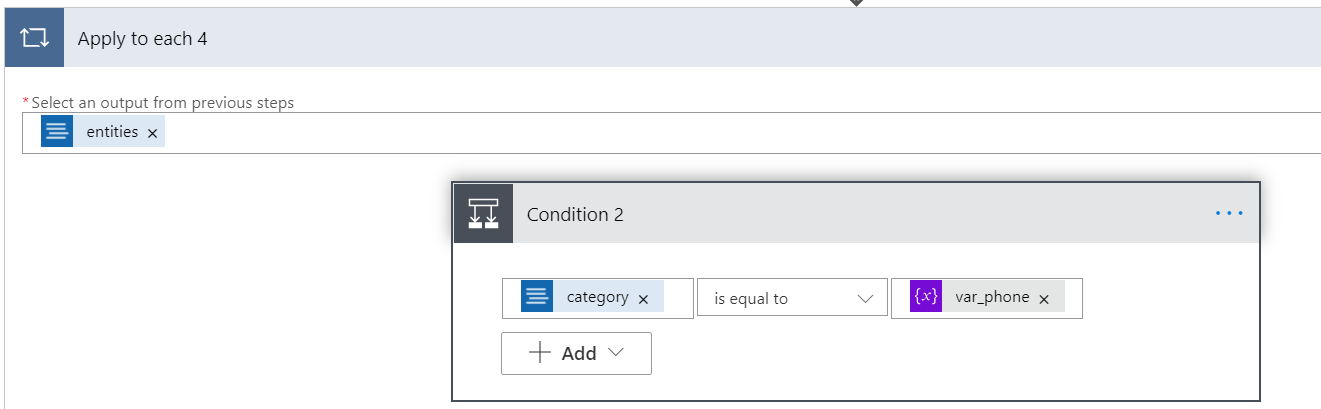 Apply to each 4
* Select an output from previous steps
entities ×
Condition 2
...
category × is equal to {x} var_phone ×
+ Add